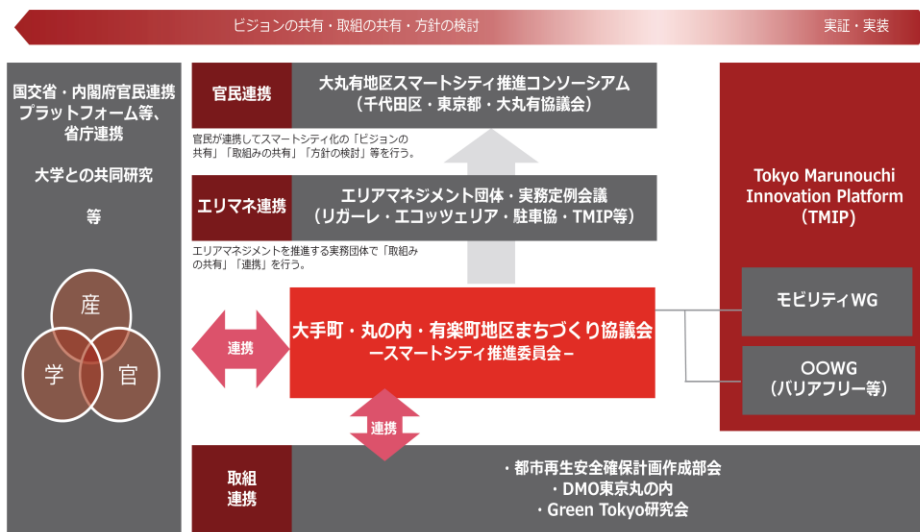 ビジョンの共有・取組の共有・方針の検討
実証・実装
国交省・内閣府官民連携
プラットフォーム等、
省庁連携
大学との共同研究
等
産
学
官
官民連携
大丸有地区スマートシティ推進コンソーシアム
（千代田区・東京都・大丸有協議会）
官民が連携してスマートシティ化の「ビジョンの
共有」「取組みの共有」「方針の検討」等を行う。
エリマネ連携
エリアマネジメント団体・実務定例会議
（リガーレ・エコッツェリア・駐車協・TMIP等）
エリアマネジメントを推進する実務団体で「取組み
の共有」「連携」を行う。
連携
大手町・丸の内・有楽町地区まちづくり協議会
ースマートシティ推進委員会－
連携
取組
連携
・都市再生安全確保計画作成部会
・DMO東京丸の内
・Green Tokyo研究会
Tokyo Marunouchi
Innovation Platform
(TMIP)
モビリティWG
〇〇WG
（バリアフリー等）